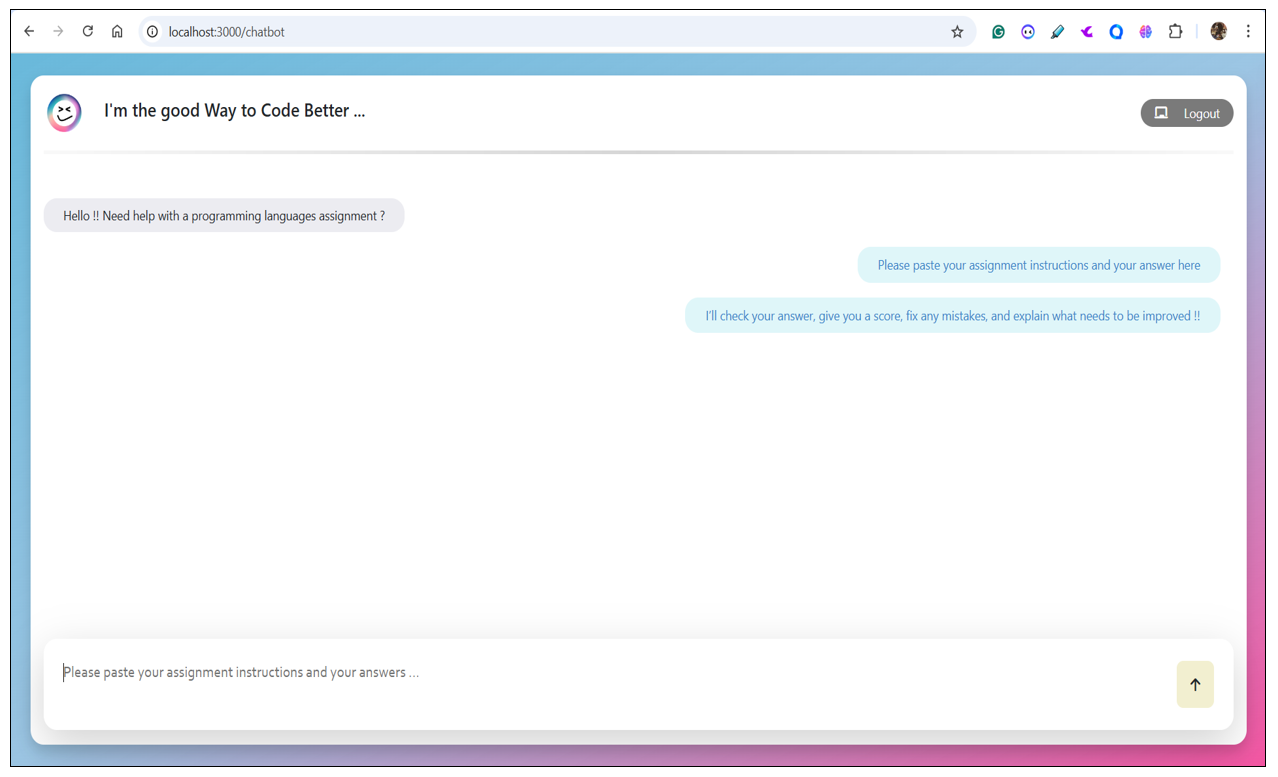 localhost:3000/chatbot
I'm the good Way to Code Better ...
Logout
Hello !! Need help with a programming languages assignment ?
Please paste your assignment instructions and your answer here
I'll check your answer, give you a score, fix any mistakes, and explain what needs to be improved !!
Please paste your assignment instructions and your answers ...